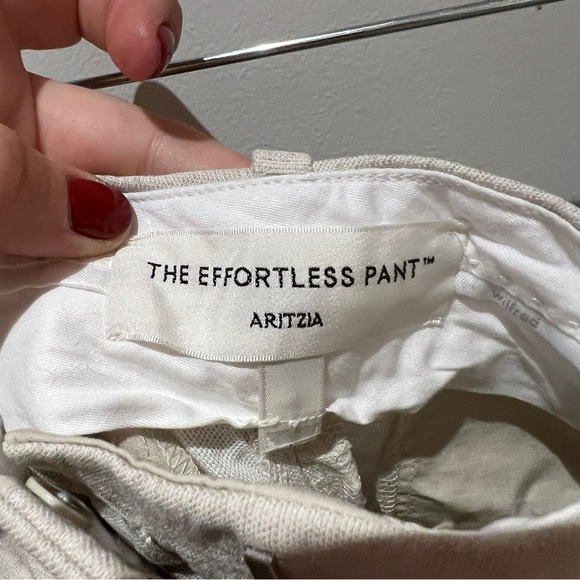 THE EFFORTLESS PANT™
ARITZIA
Wilfred